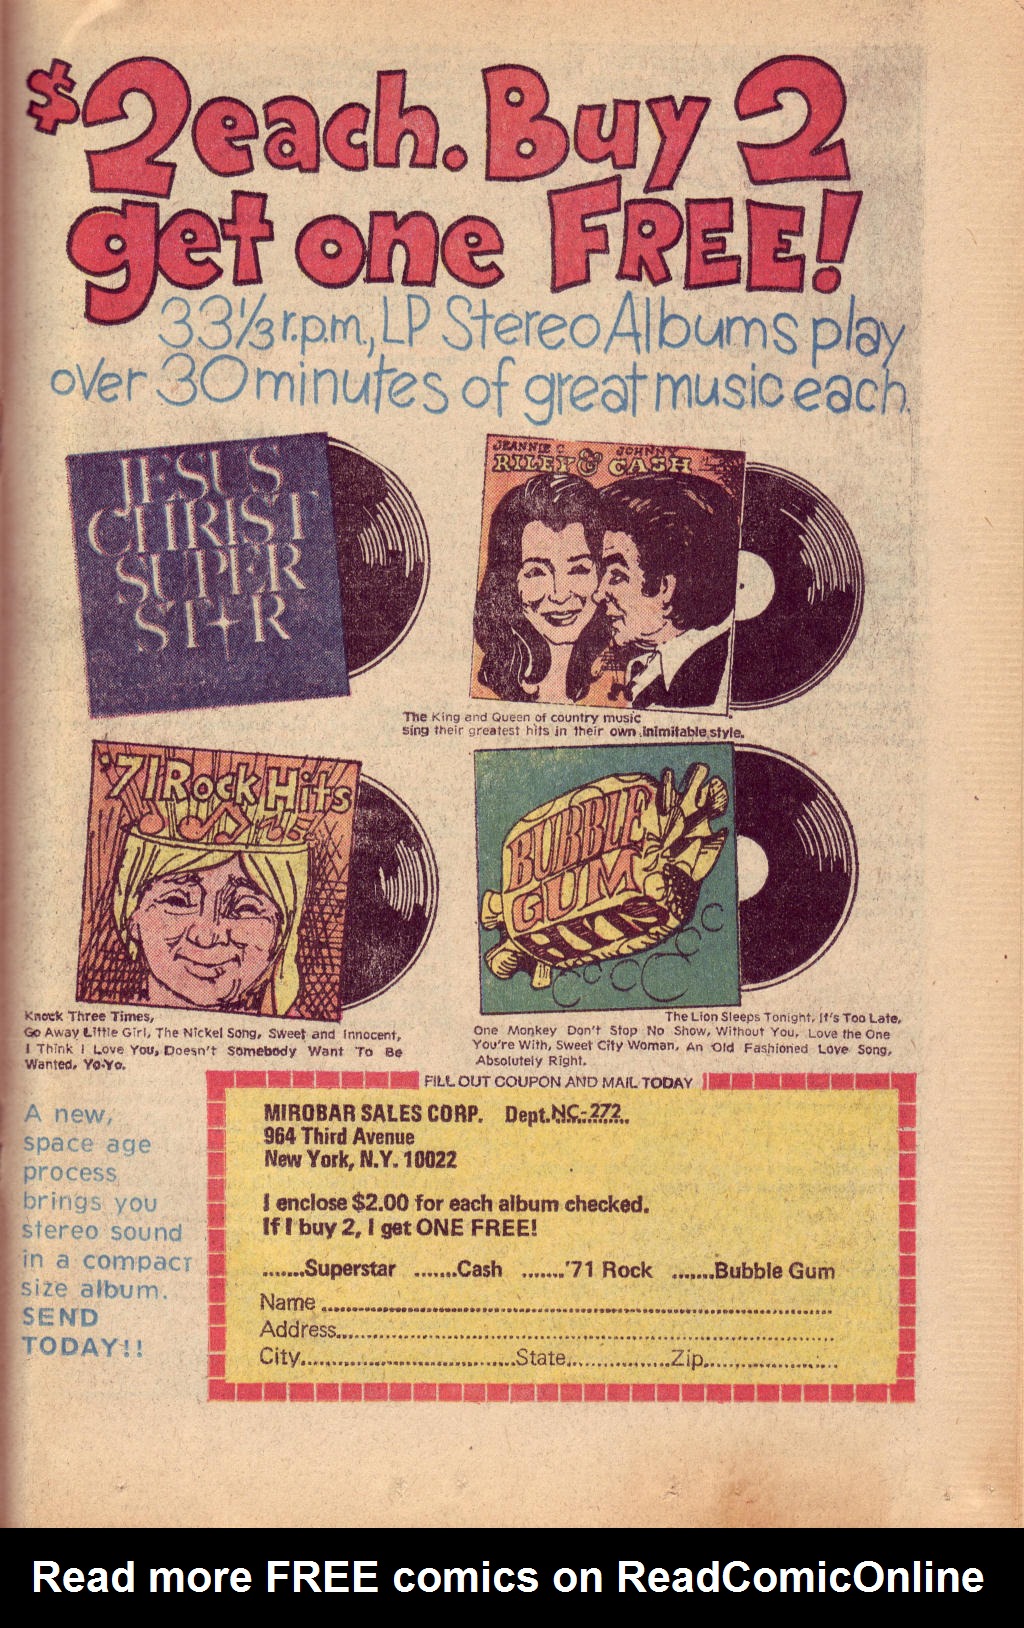 $2 each. Buy 2
get one FREE!
33 1/3 r.p.m., LP Stereo Albums play
over 30 minutes of great music each.
JESUS
CHRIST
SUPER
STAR
JEANNIE C. JOHNNY
RILEY & CASH
The King and Queen of country music
sing their greatest hits in their own inimitable style.
'71 Rock Hits
BUBBLE
GUM
HITS
Knock Three Times,
Go Away Little Girl, The Nickel Song, Sweet and Innocent,
I Think I Love You, Doesn't Somebody Want To Be
Wanted, Yo-Yo.
The Lion Sleeps Tonight, It's Too Late,
One Monkey Don't Stop No Show, Without You, Love the One
You're With, Sweet City Woman, An Old Fashioned Love Song,
Absolutely Right.
FILL OUT COUPON AND MAIL TODAY
A new,
space age
process
brings you
stereo sound
in a compact
size album.
SEND
TODAY!!
MIROBAR SALES CORP. Dept. NC-272
964 Third Avenue
New York, N.Y. 10022
I enclose $2.00 for each album checked.
If I buy 2, I get ONE FREE!
.......Superstar .......Cash .......'71 Rock .......Bubble Gum
Name
Address
City State Zip
Read more FREE comics on ReadComicOnline